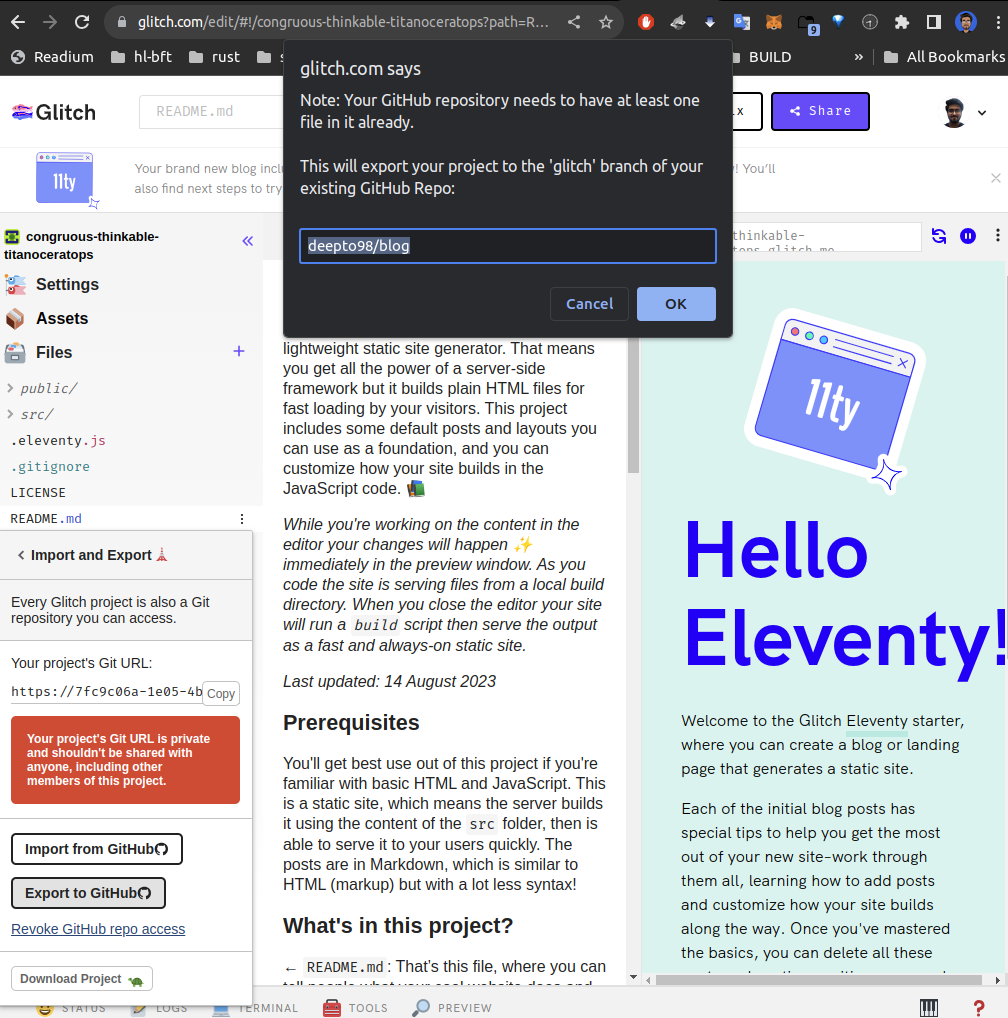 glitch.com/edit/#!/congruous-thinkable-titanoceratops?path=R...
9
Readium
hl-bft
rust
s
BUILD
»
All Bookmarks
Glitch
README.md
Share
11ty
Your brand new blog inclu
! You'll
also find next steps to try
glitch.com says
Note: Your GitHub repository needs to have at least one
file in it already.
This will export your project to the 'glitch' branch of your
existing GitHub Repo:
deepto98/blog
Cancel
OK
congruous-thinkable-
titanoceratops
Settings
Assets
Files
public/
src/
.eleventy.js
.gitignore
LICENSE
README.md
Import and Export
Every Glitch project is also a Git
repository you can access.
Your project's Git URL:
https://7fc9c06a-1e05-4b
Copy
Your project's Git URL is private
and shouldn't be shared with
anyone, including other
members of this project.
Import from GitHub
Export to GitHub
Revoke GitHub repo access
Download Project
lightweight static site generator. That means
you get all the power of a server-side
framework but it builds plain HTML files for
fast loading by your visitors. This project
includes some default posts and layouts you
can use as a foundation, and you can
customize how your site builds in the
JavaScript code.
While you're working on the content in the
editor your changes will happen
immediately in the preview window. As you
code the site is serving files from a local build
directory. When you close the editor your site
will run a build script then serve the output
as a fast and always-on static site.
Last updated: 14 August 2023
Prerequisites
You'll get best use out of this project if you're
familiar with basic HTML and JavaScript. This
is a static site, which means the server builds
it using the content of the src folder, then is
able to serve it to your users quickly. The
posts are in Markdown, which is similar to
HTML (markup) but with a lot less syntax!
What's in this project?
← README.md: That's this file, where you can
tell people what your cool website does and
thinkable-
11ty
Hello
Eleventy!
Welcome to the Glitch Eleventy starter,
where you can create a blog or landing
page that generates a static site.
Each of the initial blog posts has
special tips to help you get the most
out of your new site-work through
them all, learning how to add posts
and customize how your site builds
along the way. Once you've mastered
the basics, you can delete all these
STATUS
LOGS
TERMINAL
TOOLS
PREVIEW